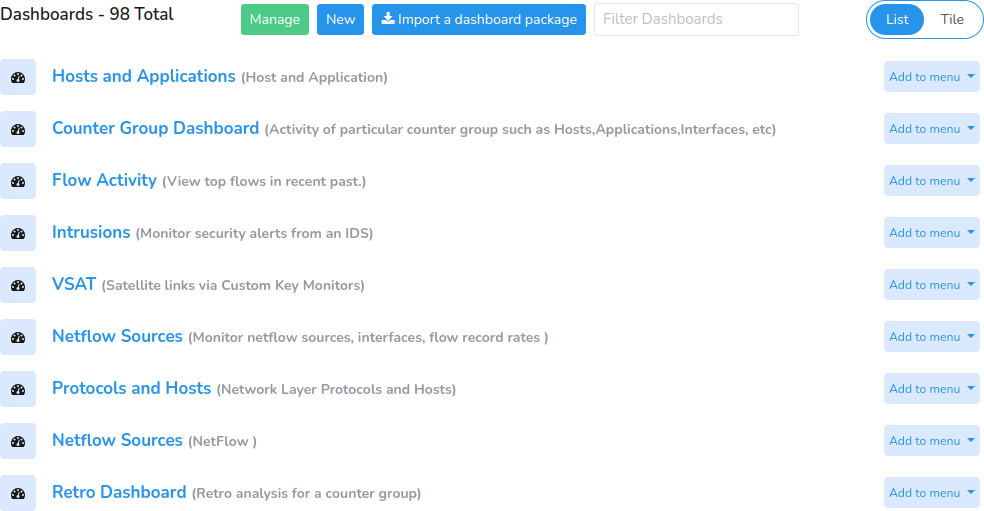 Dashboards - 98 Total Manage New Import a dashboard package Filter Dashboards List Tile
Hosts and Applications (Host and Application) Add to menu
Counter Group Dashboard (Activity of particular counter group such as Hosts,Applications,Interfaces, etc) Add to menu
Flow Activity (View top flows in recent past.) Add to menu
Intrusions (Monitor security alerts from an IDS) Add to menu
VSAT (Satellite links via Custom Key Monitors) Add to menu
Netflow Sources (Monitor netflow sources, interfaces, flow record rates ) Add to menu
Protocols and Hosts (Network Layer Protocols and Hosts) Add to menu
Netflow Sources (NetFlow ) Add to menu
Retro Dashboard (Retro analysis for a counter group) Add to menu